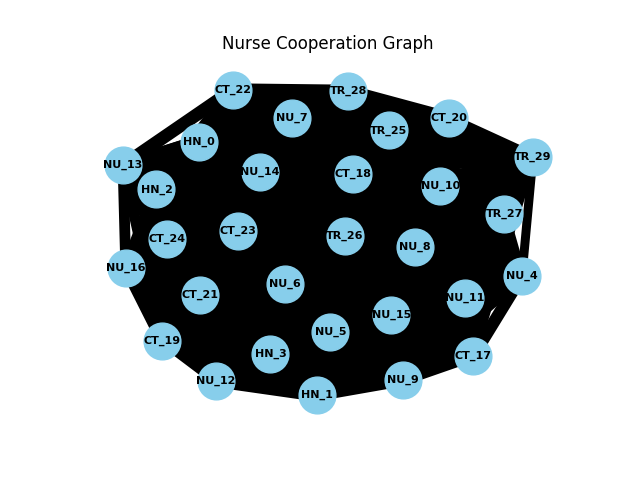 Nurse Cooperation Graph
CT_22
TR_28
NU_7
CT_20
TR_25
HN_0
TR_29
NU_13
NU_14
CT_18
NU_10
HN_2
TR_27
CT_23
TR_26
CT_24
NU_8
NU_16
NU_4
NU_6
CT_21
NU_11
NU_15
NU_5
CT_19
HN_3
CT_17
NU_12
NU_9
HN_1